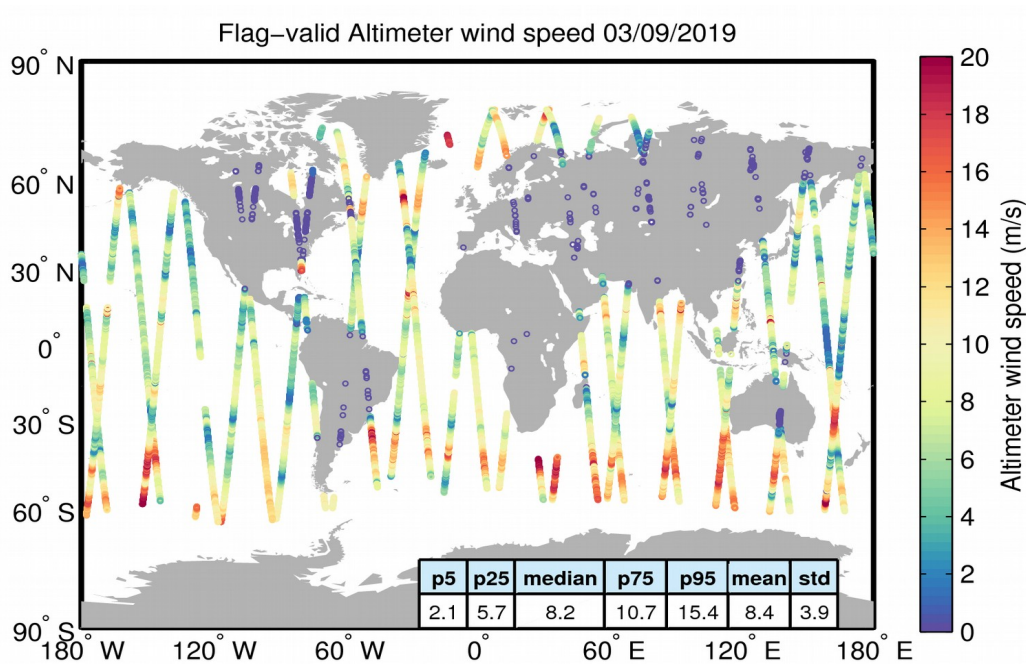 Flag−valid Altimeter wind speed 03/09/2019
90° N
60° N
30° N
0°
30° S
60° S
90° S
180° W
120° W
60° W
0°
60° E
120° E
180° E
p5 p25 median p75 p95 mean std
2.1 5.7 8.2 10.7 15.4 8.4 3.9
20
18
16
14
12
10
8
6
4
2
0
Altimeter wind speed (m/s)